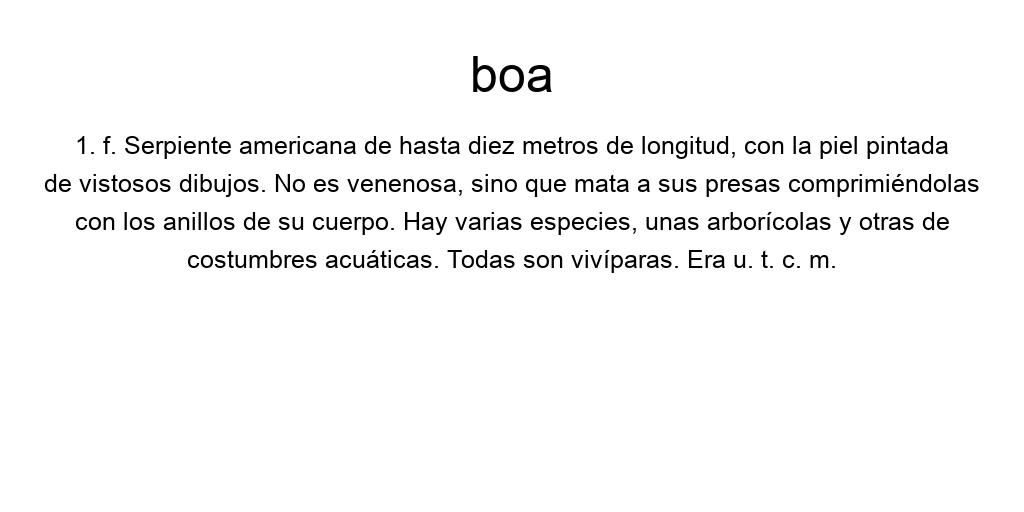 boa
1. f. Serpiente americana de hasta diez metros de longitud, con la piel pintada
de vistosos dibujos. No es venenosa, sino que mata a sus presas comprimiéndolas
con los anillos de su cuerpo. Hay varias especies, unas arborícolas y otras de
costumbres acuáticas. Todas son vivíparas. Era u. t. c. m.